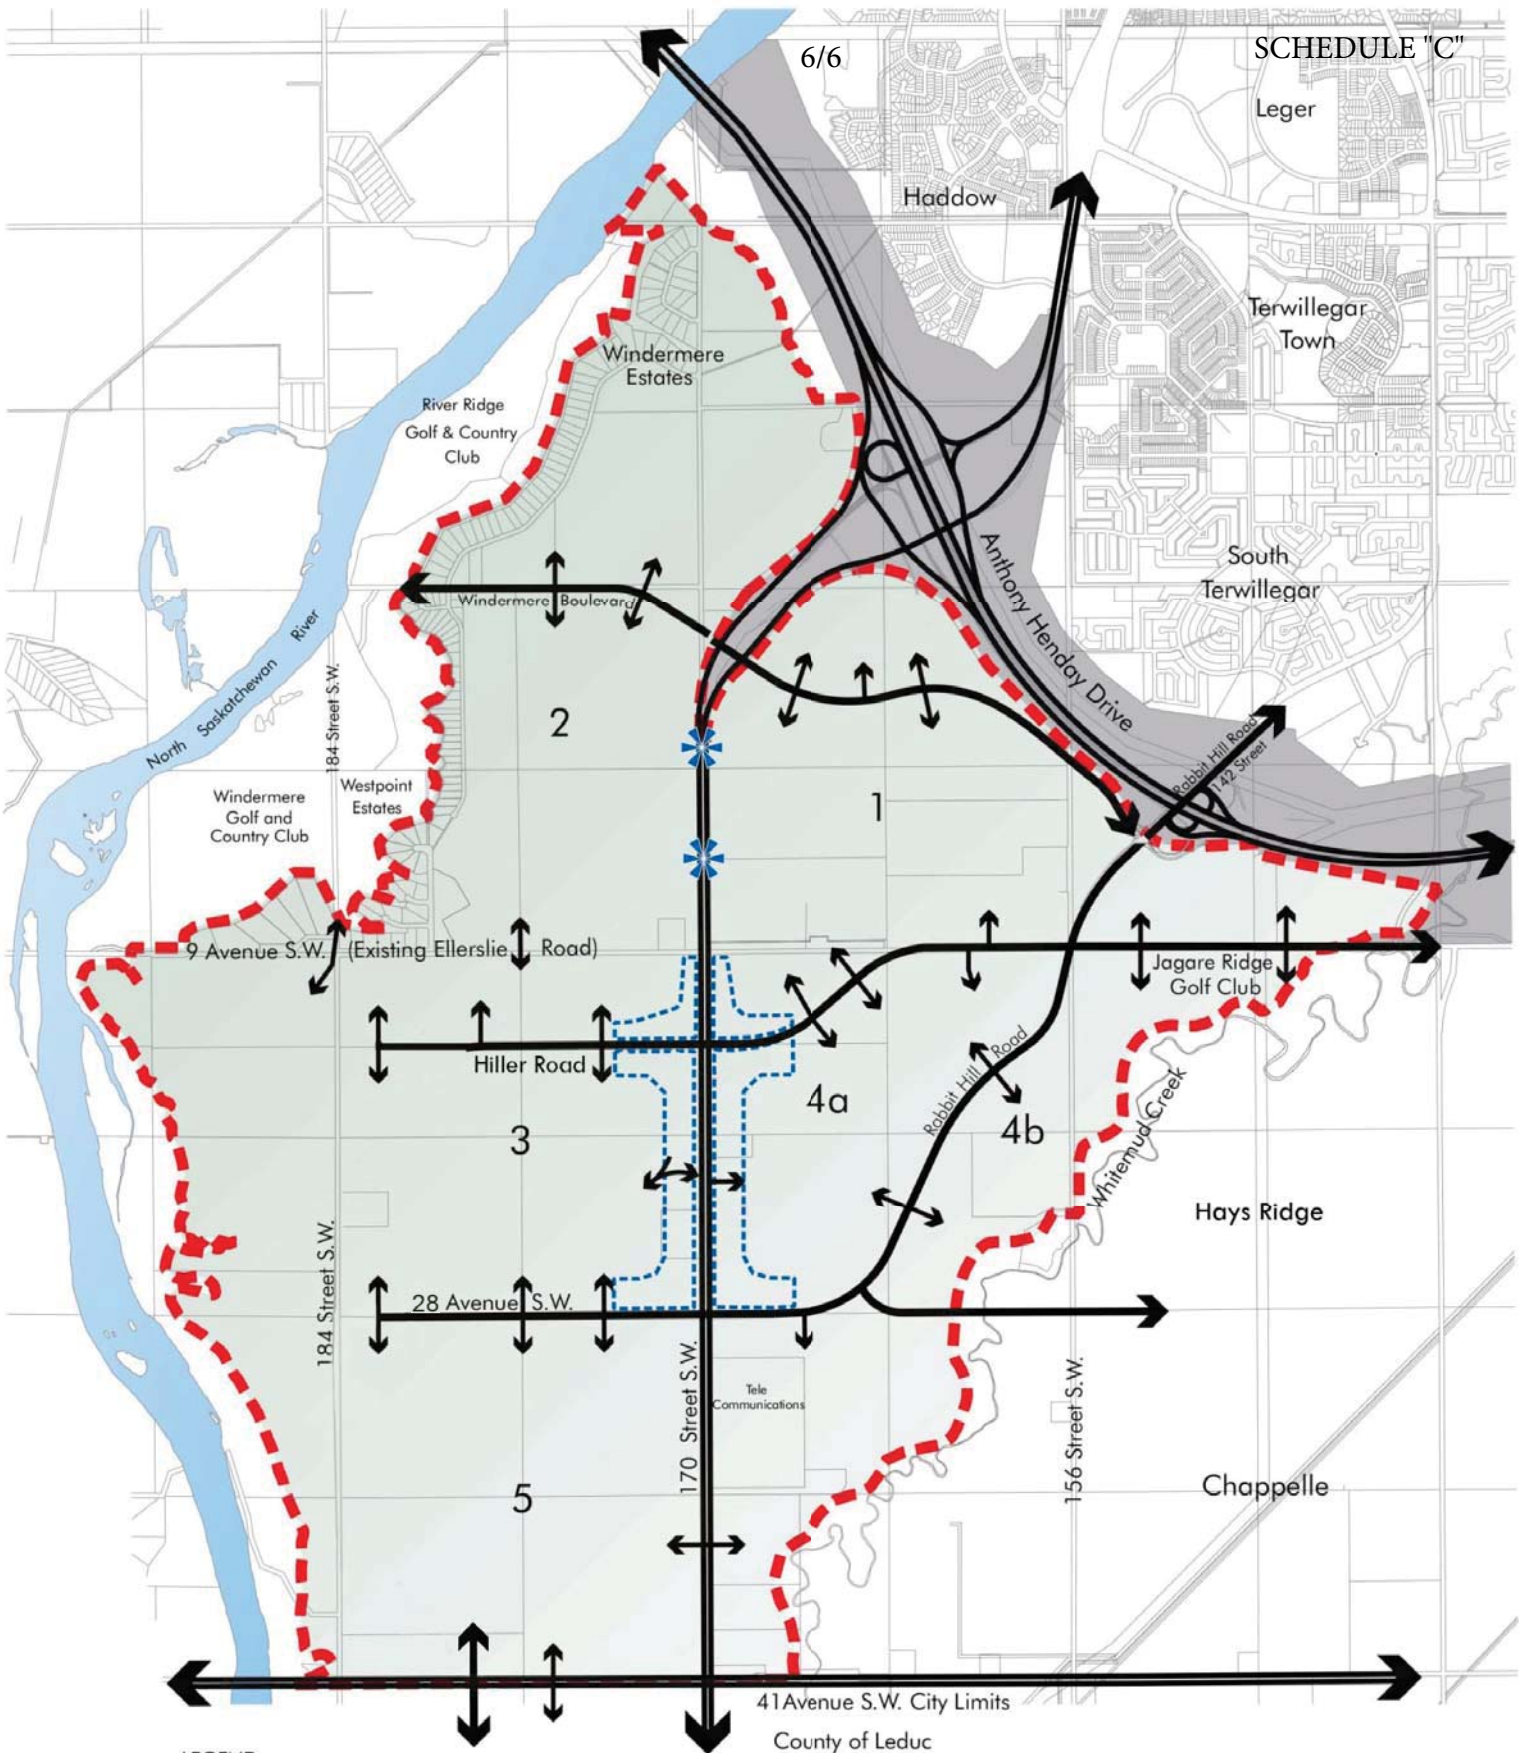 6/6
SCHEDULE "C"
Leger
Haddow
Terwillegar
Town
Windermere
Estates
River Ridge
Golf & Country
Club
South
Terwillegar
Anthony Henday Drive
Windermere Boulevard
North Saskatchewan River
184 Street S.W.
2
Rabbit Hill Road
142 Street
Westpoint
Estates
Windermere
Golf and
Country Club
1
9 Avenue S.W. (Existing Ellerslie Road)
Jagare Ridge
Golf Club
Hiller Road
Rabbit Hill Road
4a
4b
3
Whitemud Creek
Hays Ridge
184 Street S.W.
28 Avenue S.W.
170 Street S.W.
Tele
Communications
156 Street S.W.
5
Chappelle
41Avenue S.W. City Limits
County of Leduc